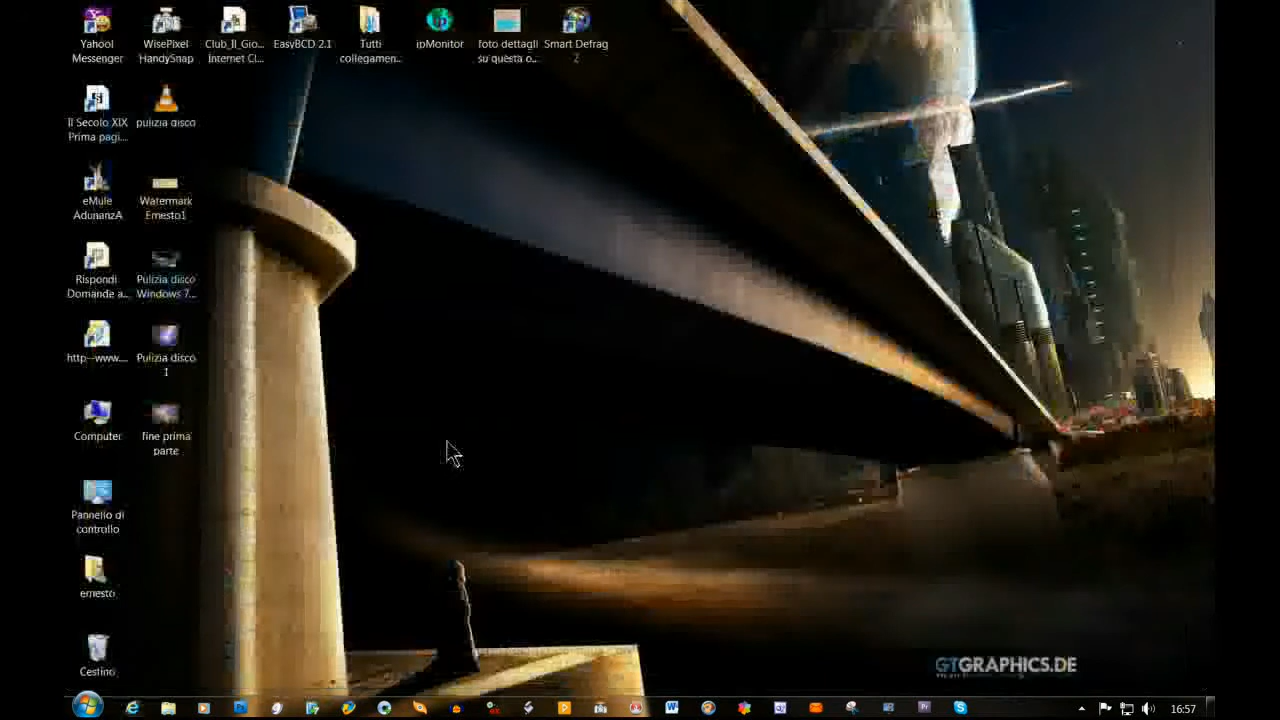 Yahoo!
Messenger
WisePixel
HandySnap
Club_Il_Gio...
Internet Cl...
EasyBCD 2.1
Tutti
collegamen...
ipMonitor
foto dettagli
su questa o...
Smart Defrag
2
Il Secolo XIX
Prima pagi...
pulizia disco
eMule
AdunanzA
Watermark
Ernesto1
Rispondi
Domande a...
Pulizia disco
Windows 7...
http--www....
Pulizia disco
1
Computer
fine prima
parte
Pannello di
controllo
ernesto
Cestino
GTGRAPHICS.DE
16:57